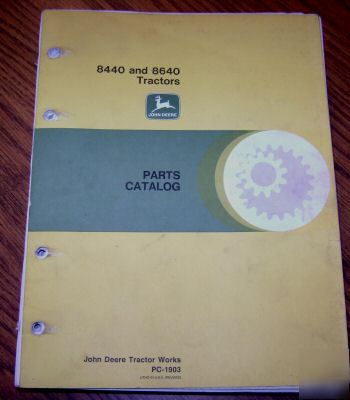 8440 and 8640
Tractors
JOHN DEERE
PARTS
CATALOG
John Deere Tractor Works
PC-1903